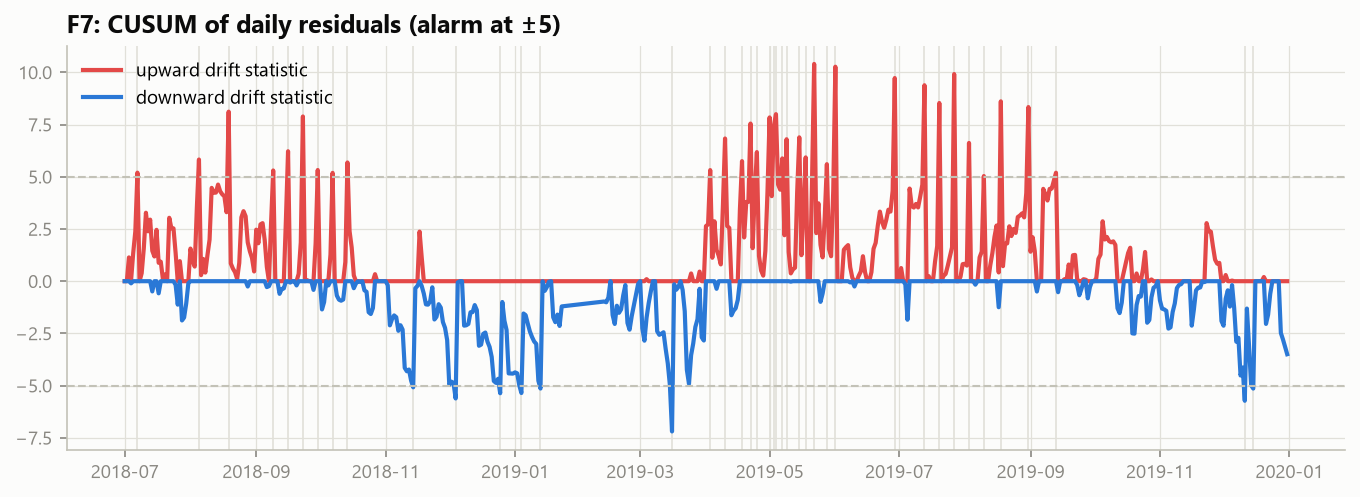 F7: CUSUM of daily residuals (alarm at ±5)
upward drift statistic
downward drift statistic
10.0
7.5
5.0
2.5
0.0
−2.5
−5.0
−7.5
2018-07 2018-09 2018-11 2019-01 2019-03 2019-05 2019-07 2019-09 2019-11 2020-01